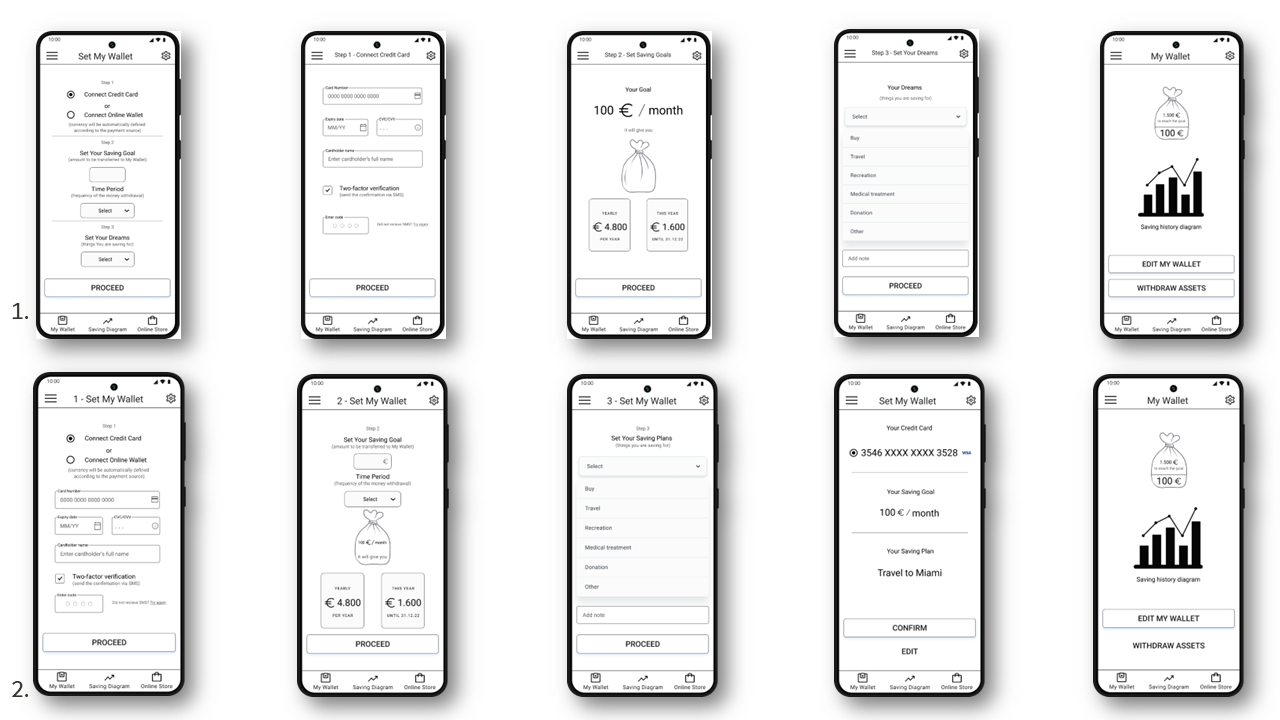 1.
10:00
Set My Wallet
Step 1
Connect Credit Card
or
Connect Online Wallet
(currency will be automatically defined
according to the payment source)
Step 2
Set Your Saving Goal
(amount to be transferred to My Wallet)
Time Period
(frequency of the money withdrawal)
Select
Step 3
Set Your Dreams
(things You are saving for)
Select
PROCEED
My Wallet Saving Diagram Online Store
10:00
Step 1 - Connect Credit Card
Card Number
0000 0000 0000 0000
Expiry date CVC/CVV
MM/YY ...
Cardholder name
Enter cardholder's full name
Two-factor verification
(send the confirmation via SMS)
Enter code
Did not receive SMS? Try again
PROCEED
My Wallet Saving Diagram Online Store
10:00
Step 2 - Set Saving Goals
Your Goal
100 € / month
it will give you
YEARLY THIS YEAR
€ 4.800 € 1.600
PER YEAR UNTIL 31.12.22
PROCEED
My Wallet Saving Diagram Online Store
10:00
Step 3 - Set Your Dreams
Your Dreams
(things you are saving for)
Select
Buy
Travel
Recreation
Medical treatment
Donation
Other
Add note
PROCEED
My Wallet Saving Diagram Online Store
10:00
My Wallet
1.500 €
to reach the goal
100 €
Saving history diagram
EDIT MY WALLET
WITHDRAW ASSETS
My Wallet Saving Diagram Online Store
2.
10:00
1 - Set My Wallet
Step 1
Connect Credit Card
or
Connect Online Wallet
(currency will be automatically defined
according to the payment source)
Card Number
0000 0000 0000 0000
Expiry date CVC/CVV
MM/YY ...
Cardholder name
Enter cardholder's full name
Two-factor verification
(send the confirmation via SMS)
Enter code
Did not receive SMS? Try again
PROCEED
My Wallet Saving Diagram Online Store
10:00
2 - Set My Wallet
Step 2
Set Your Saving Goal
(amount to be transferred to My Wallet)
€
Time Period
(frequency of the money withdrawal)
Select
100 € / month
it will give you
YEARLY THIS YEAR
€ 4.800 € 1.600
PER YEAR UNTIL 31.12.22
PROCEED
My Wallet Saving Diagram Online Store
10:00
3 - Set My Wallet
Step 3
Set Your Saving Plans
(things you are saving for)
Select
Buy
Travel
Recreation
Medical treatment
Donation
Other
Add note
PROCEED
My Wallet Saving Diagram Online Store
10:00
Set My Wallet
Your Credit Card
3546 XXXX XXXX 3528 VISA
Your Saving Goal
100 € / month
Your Saving Plan
Travel to Miami
CONFIRM
EDIT
My Wallet Saving Diagram Online Store
10:00
My Wallet
1.500 €
to reach the goal
100 €
Saving history diagram
EDIT MY WALLET
WITHDRAW ASSETS
My Wallet Saving Diagram Online Store